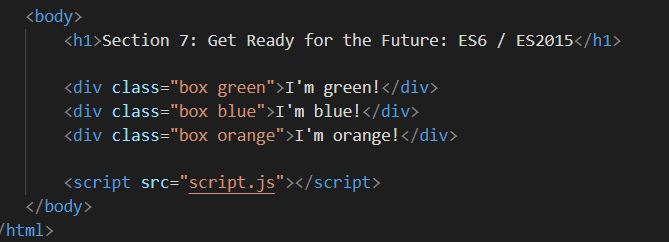 <body>
<h1>Section 7: Get Ready for the Future: ES6 / ES2015</h1>
<div class="box green">I'm green!</div>
<div class="box blue">I'm blue!</div>
<div class="box orange">I'm orange!</div>
<script src="script.js"></script>
</body>
</html>